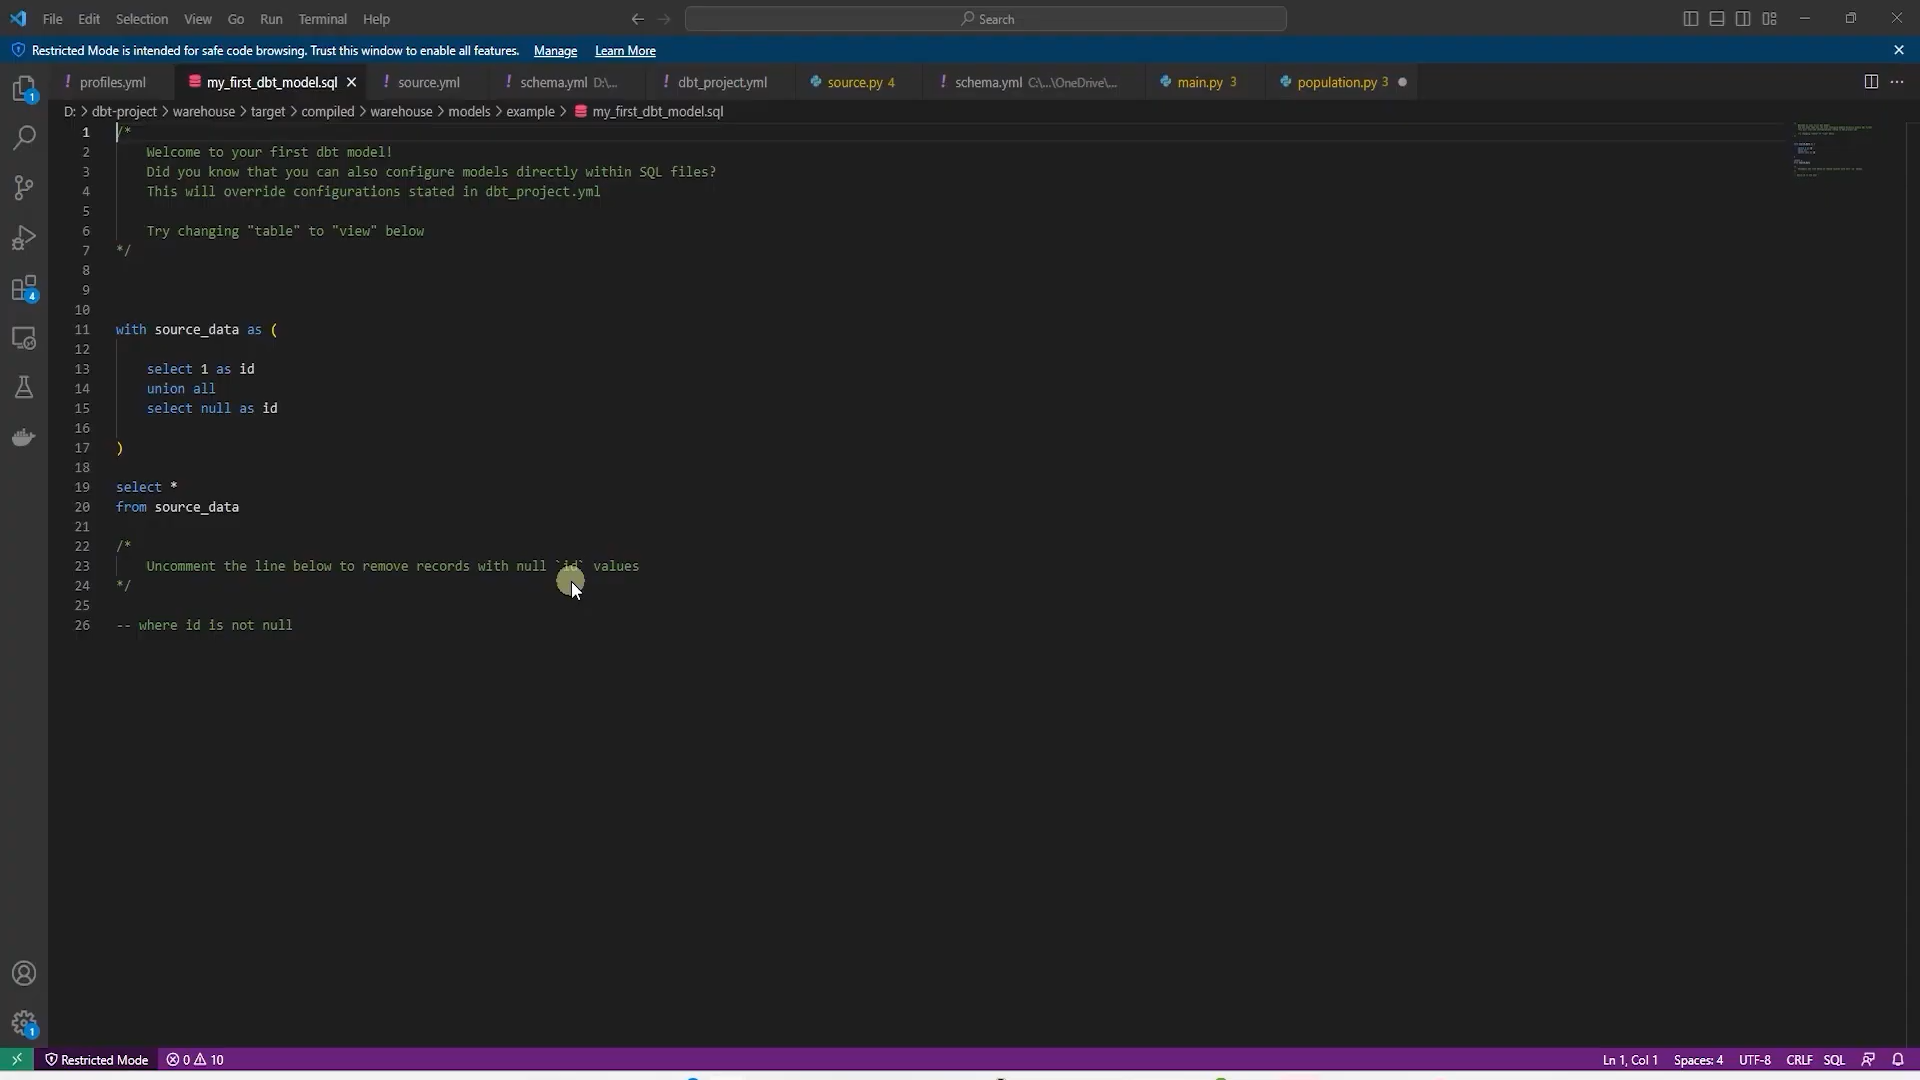 File Edit Selection View Go Run Terminal Help
Search
Restricted Mode is intended for safe code browsing. Trust this window to enable all features. Manage Learn More
! profiles.yml my_first_dbt_model.sql ! source.yml ! schema.yml D:\... ! dbt_project.yml source.py 4 ! schema.yml C:\...\OneDrive\... main.py 3 population.py 3
D: > dbt-project > warehouse > target > compiled > warehouse > models > example > my_first_dbt_model.sql
1 /*
2 Welcome to your first dbt model!
3 Did you know that you can also configure models directly within SQL files?
4 This will override configurations stated in dbt_project.yml
5
6 Try changing "table" to "view" below
7 */
8
9
10
11 with source_data as (
12
13 select 1 as id
14 union all
15 select null as id
16
17 )
18
19 select *
20 from source_data
21
22 /*
23 Uncomment the line below to remove records with null `id` values
24 */
25
26 -- where id is not null
1
4
1
Restricted Mode 0 10 Ln 1, Col 1 Spaces: 4 UTF-8 CRLF SQL